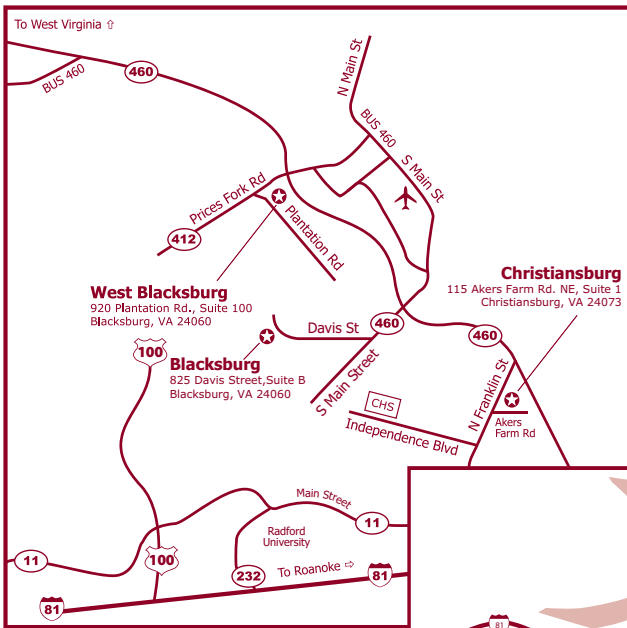 To West Virginia ⇧
BUS 460
460
N Main St
BUS 460
S Main St
Prices Fork Rd
Plantation Rd
412
West Blacksburg
920 Plantation Rd., Suite 100
Blacksburg, VA 24060
Christiansburg
115 Akers Farm Rd. NE, Suite 1
Christiansburg, VA 24073
Davis St
460
460
100
Blacksburg
825 Davis Street,Suite B
Blacksburg, VA 24060
S Main Street
CHS
Independence Blvd
N Franklin St
Akers
Farm Rd
Main Street
11
Radford
University
11
100
232
To Roanoke ⇨
81
81
81